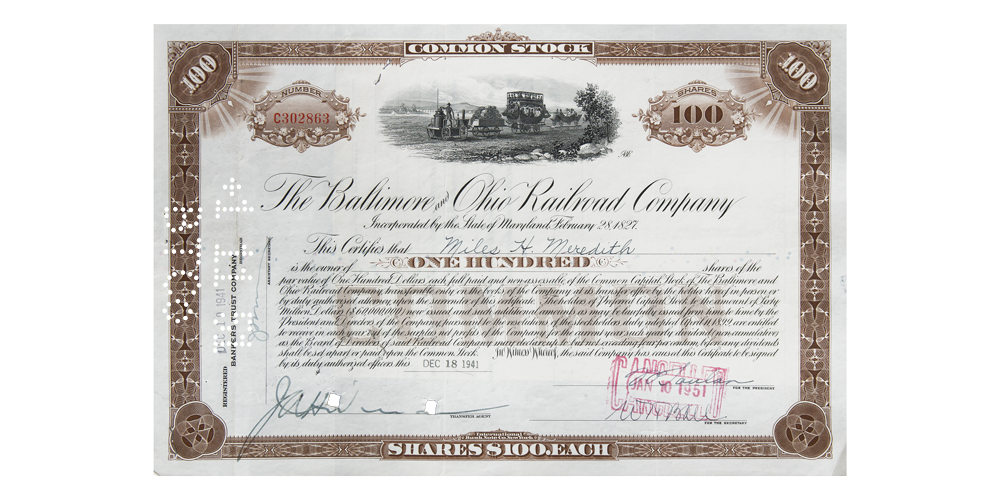 COMMON STOCK
100
100
NUMBER
C302863
SHARES
100
The Baltimore and Ohio Railroad Company
Incorporated by the State of Maryland, February 28, 1827.
This Certifies that Miles H Meredith
is the owner of ONE HUNDRED shares of the
par value of One Hundred Dollars each full paid and non-assessable, of the Common Capital Stock of The Baltimore and
Ohio Railroad Company, transferable only on the books of the Company at its transfer office by the holder hereof in person or
by duly authorized attorney, upon the surrender of this certificate. The holders of Preferred Capital Stock to the amount of Sixty
Million Dollars ($60,000,000) now issued and such additional amounts as may be lawfully issued from time to time by the
President and Directors of the Company pursuant to the resolutions of the stockholders duly adopted April 11, 1899, are entitled
to receive in each year out of the surplus net profits of the Company for the current year such yearly dividend non-cumulative
as the Board of Directors of said Railroad Company may declare up to but not exceeding four per centum, before any dividends
shall be set apart or paid upon the Common Stock. In Witness Whereof, the said Company has caused this Certificate to be signed
by its duly authorized officers this DEC 18 1941
CANCELLED
JAN 10 1951
FOR THE PRESIDENT
TRANSFER AGENT
FOR THE SECRETARY
International
Bank Note Co. New York
SHARES $100. EACH
REGISTERED
1941
BANKERS TRUST COMPANY
REGISTRAR
ASSISTANT SECRETARY